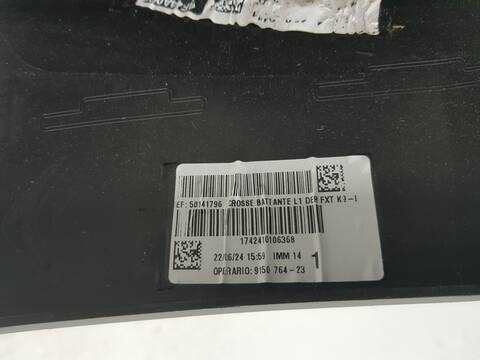 EF: 50141796 CROSSE BATTANTE L1 DER FXT K9-I
1742410106368
22/06/24 15:59 IMM 14 1
OPERARIO: 9150 764-23